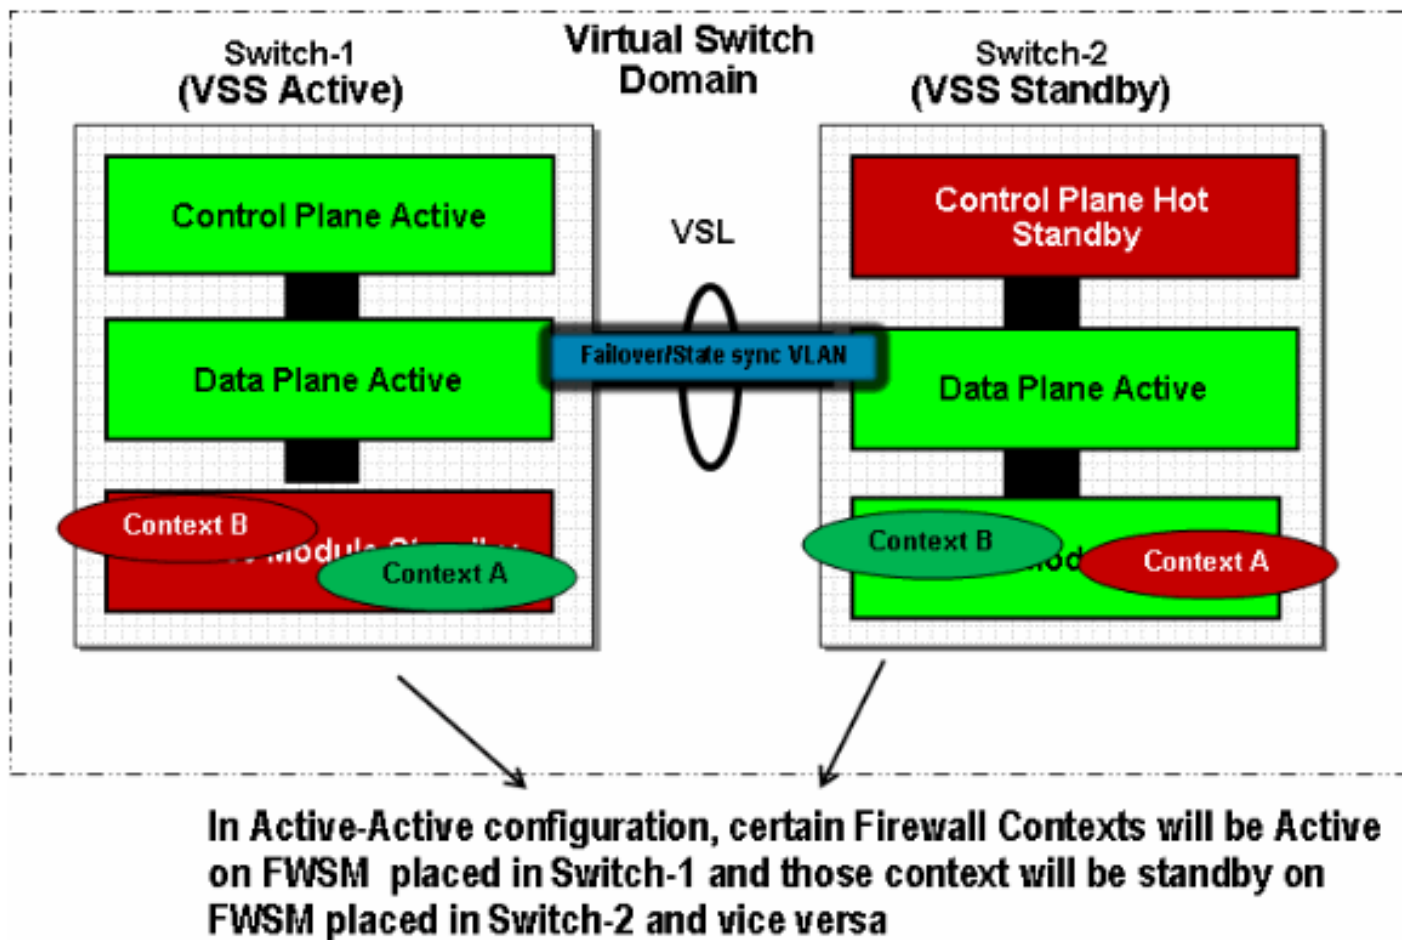 Switch-1
(VSS Active)
Virtual Switch
Domain
Switch-2
(VSS Standby)
Control Plane Active
VSL
Control Plane Hot
Standby
Data Plane Active
Failover/State sync VLAN
Data Plane Active
Context B
Module
Context A
Context B
Context A
In Active-Active configuration, certain Firewall Contexts will be Active
on FWSM placed in Switch-1 and those context will be standby on
FWSM placed in Switch-2 and vice versa